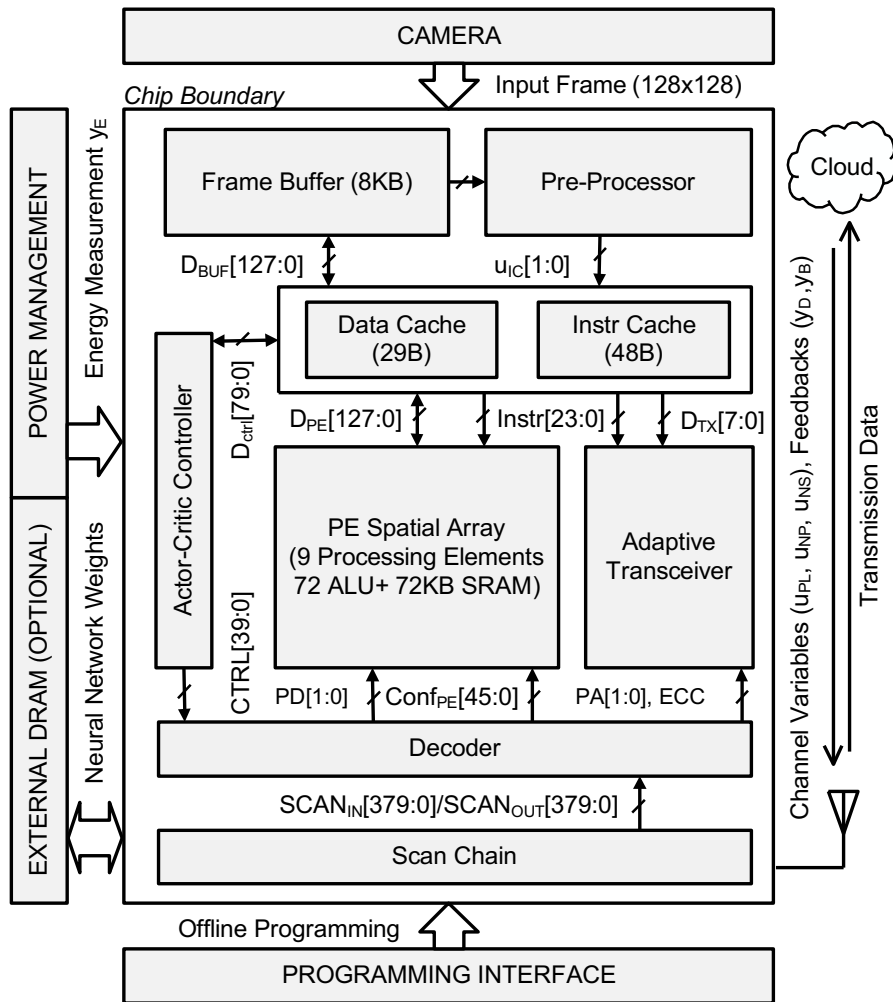 CAMERA
Input Frame (128x128)
Chip Boundary
POWER MANAGEMENT
Energy Measurement yE
Frame Buffer (8KB)
Pre-Processor
Cloud
DBUF[127:0]
uIC[1:0]
Data Cache
(29B)
Instr Cache
(48B)
Actor-Critic Controller
Dctrl[79:0]
DPE[127:0]
Instr[23:0]
DTX[7:0]
PE Spatial Array
(9 Processing Elements
72 ALU+ 72KB SRAM)
Adaptive
Transceiver
Channel Variables (uPL, uNP, uNS), Feedbacks (yD,yB)
Transmission Data
EXTERNAL DRAM (OPTIONAL)
Neural Network Weights
CTRL[39:0]
PD[1:0]
ConfPE[45:0]
PA[1:0], ECC
Decoder
SCANIN[379:0]/SCANOUT[379:0]
Scan Chain
Offline Programming
PROGRAMMING INTERFACE